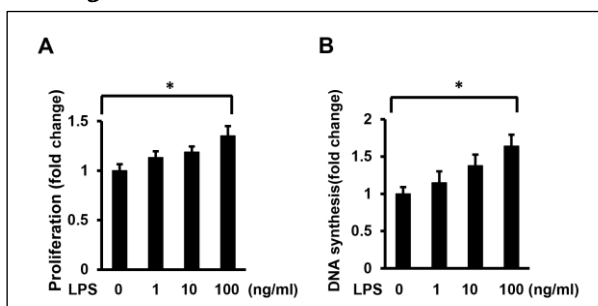 A
*
Proliferation (fold change)
1.5
1
0.5
0
LPS 0 1 10 100 (ng/ml)
B
*
DNA synthesis(fold change)
2
1.5
1
0.5
0
LPS 0 1 10 100 (ng/ml)